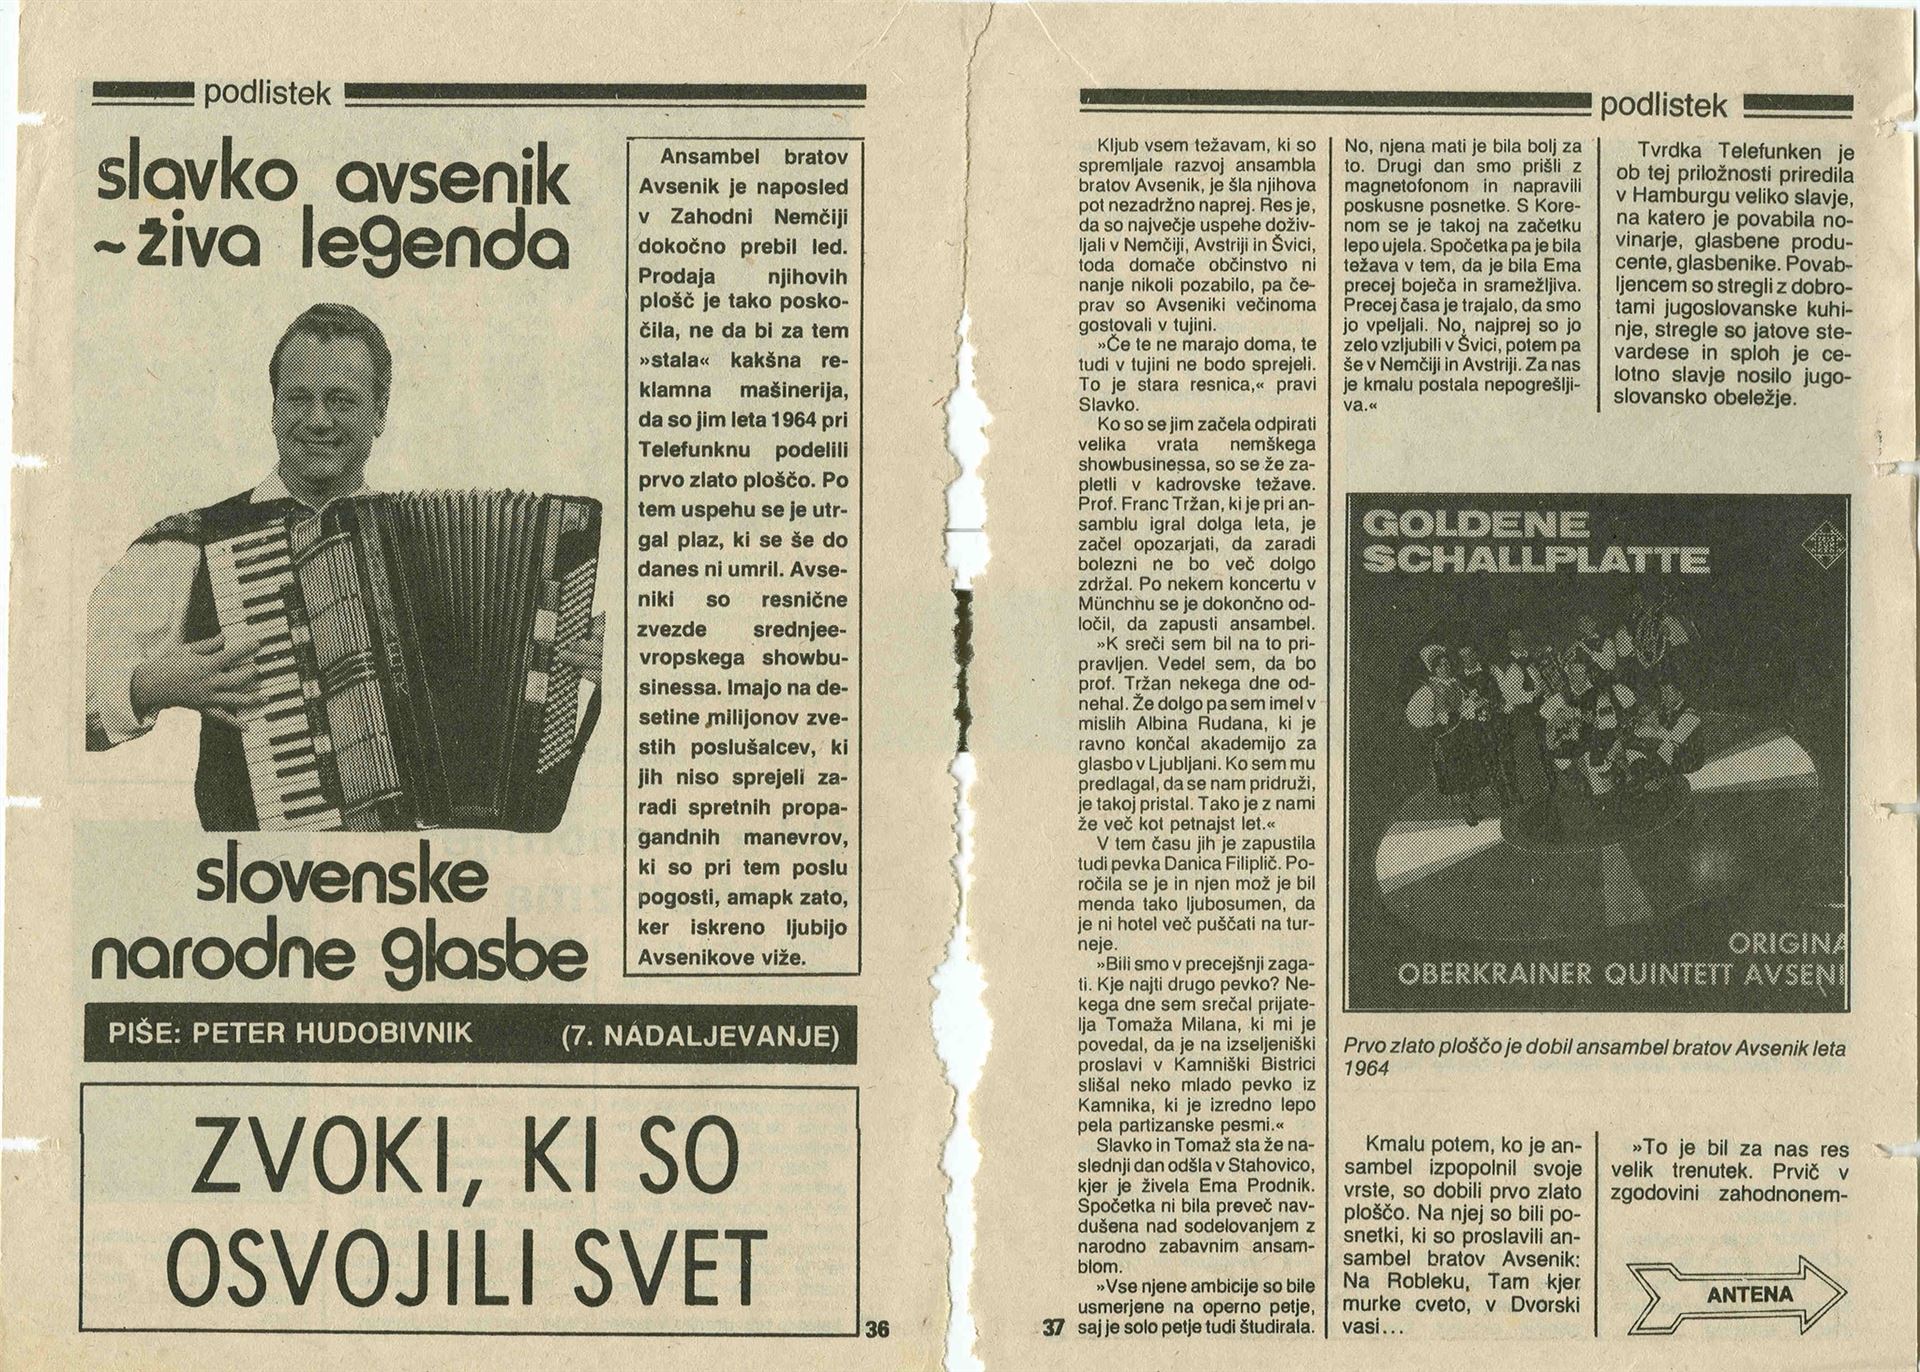 podlistek
slavko avsenik
~živa legenda
slovenske
narodne glasbe
Ansambel bratov
Avsenik je naposled
v Zahodni Nemčiji
dokočno prebil led.
Prodaja njihovih
plošč je tako posko-
čila, ne da bi za tem
»stala« kakšna re-
klamna mašinerija,
da so jim leta 1964 pri
Telefunknu podelili
prvo zlato ploščo. Po
tem uspehu se je utr-
gal plaz, ki se še do
danes ni umril. Avse-
niki so resnične
zvezde srednjee-
vropskega showbu-
sinessa. Imajo na de-
setine milijonov zve-
stih poslušalcev, ki
jih niso sprejeli za-
radi spretnih propa-
gandnih manevrov,
ki so pri tem poslu
pogosti, amapk zato,
ker iskreno ljubijo
Avsenikove viže.
PIŠE: PETER HUDOBIVNIK (7. NADALJEVANJE)
ZVOKI, KI SO
OSVOJILI SVET
36
podlistek
Kljub vsem težavam, ki so
spremljale razvoj ansambla
bratov Avsenik, je šla njihova
pot nezadržno naprej. Res je,
da so največje uspehe doživ-
ljali v Nemčiji, Avstriji in Švici,
toda domače občinstvo ni
nanje nikoli pozabilo, pa če-
prav so Avseniki večinoma
gostovali v tujini.
»Če te ne marajo doma, te
tudi v tujini ne bodo sprejeli.
To je stara resnica,« pravi
Slavko.
Ko so se jim začela odpirati
velika vrata nemškega
showbusinessa, so se že za-
pletli v kadrovske težave.
Prof. Franc Tržan, ki je pri an-
samblu igral dolga leta, je
začel opozarjati, da zaradi
bolezni ne bo več dolgo
zdržal. Po nekem koncertu v
Münchnu se je dokončno od-
ločil, da zapusti ansambel.
»K sreči sem bil na to pri-
pravljen. Vedel sem, da bo
prof. Tržan nekega dne od-
nehal. Že dolgo pa sem imel v
mislih Albina Rudana, ki je
ravno končal akademijo za
glasbo v Ljubljani. Ko sem mu
predlagal, da se nam pridruži,
je takoj pristal. Tako je z nami
že več kot petnajst let.«
V tem času jih je zapustila
tudi pevka Danica Filiplič. Po-
ročila se je in njen mož je bil
menda tako ljubosumen, da
je ni hotel več puščati na tur-
neje.
»Bili smo v precejšnji zaga-
ti. Kje najti drugo pevko? Ne-
kega dne sem srečal prijate-
lja Tomaža Milana, ki mi je
povedal, da je na izseljeniški
proslavi v Kamniški Bistrici
slišal neko mlado pevko iz
Kamnika, ki je izredno lepo
pela partizanske pesmi.«
Slavko in Tomaž sta že na-
slednji dan odšla v Stahovico,
kjer je živela Ema Prodnik.
Spočetka ni bila preveč nav-
dušena nad sodelovanjem z
narodno zabavnim ansam-
blom.
»Vse njene ambicije so bile
usmerjene na operno petje,
saj je solo petje tudi študirala.
No, njena mati je bila bolj za
to. Drugi dan smo prišli z
magnetofonom in napravili
poskusne posnetke. S Kore-
nom se je takoj na začetku
lepo ujela. Spočetka pa je bila
težava v tem, da je bila Ema
precej boječa in sramežljiva.
Precej časa je trajalo, da smo
jo vpeljali. No, najprej so jo
zelo vzljubili v Švici, potem pa
še v Nemčiji in Avstriji. Za nas
je kmalu postala nepogrešlji-
va.«
Tvrdka Telefunken je
ob tej priložnosti priredila
v Hamburgu veliko slavje,
na katero je povabila no-
vinarje, glasbene produ-
cente, glasbenike. Povab-
ljencem so stregli z dobro-
tami jugoslovanske kuhi-
nje, stregle so jatove ste-
vardese in sploh je ce-
lotno slavje nosilo jugo-
slovansko obeležje.
GOLDENE
SCHALLPLATTE
ORIGINA
OBERKRAINER QUINTETT AVSENI
Prvo zlato ploščo je dobil ansambel bratov Avsenik leta
1964
Kmalu potem, ko je an-
sambel izpopolnil svoje
vrste, so dobili prvo zlato
ploščo. Na njej so bili po-
snetki, ki so proslavili an-
sambel bratov Avsenik:
Na Robleku, Tam kjer
murke cveto, v Dvorski
vasi...
»To je bil za nas res
velik trenutek. Prvič v
zgodovini zahodnonem-
ANTENA
37